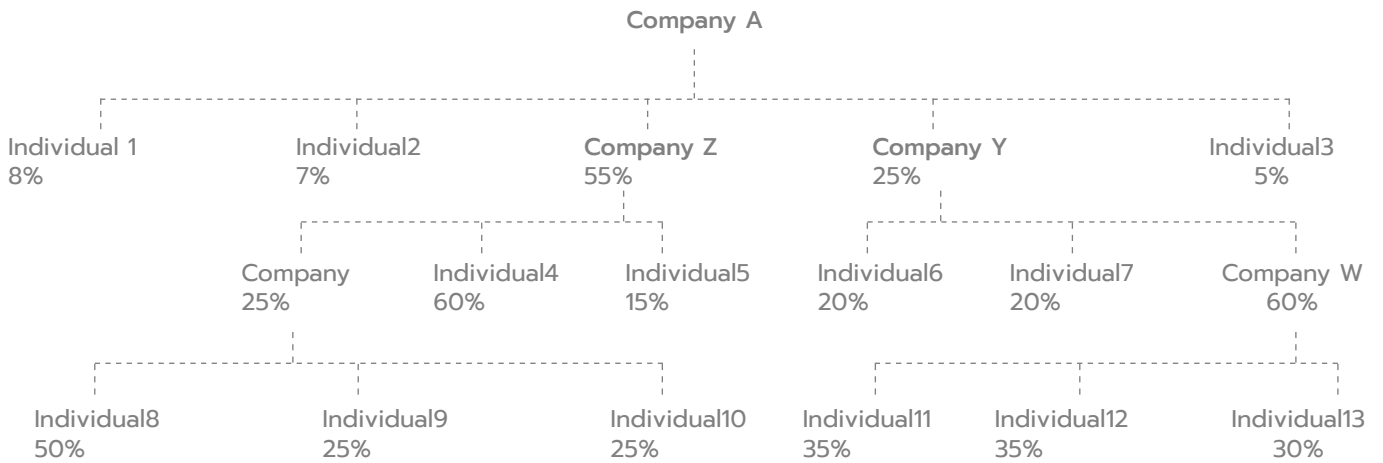 Company A
Individual 1 Individual2 Company Z Company Y Individual3
8% 7% 55% 25% 5%
Company Individual4 Individual5 Individual6 Individual7 Company W
25% 60% 15% 20% 20% 60%
Individual8 Individual9 Individual10 Individual11 Individual12 Individual13
50% 25% 25% 35% 35% 30%